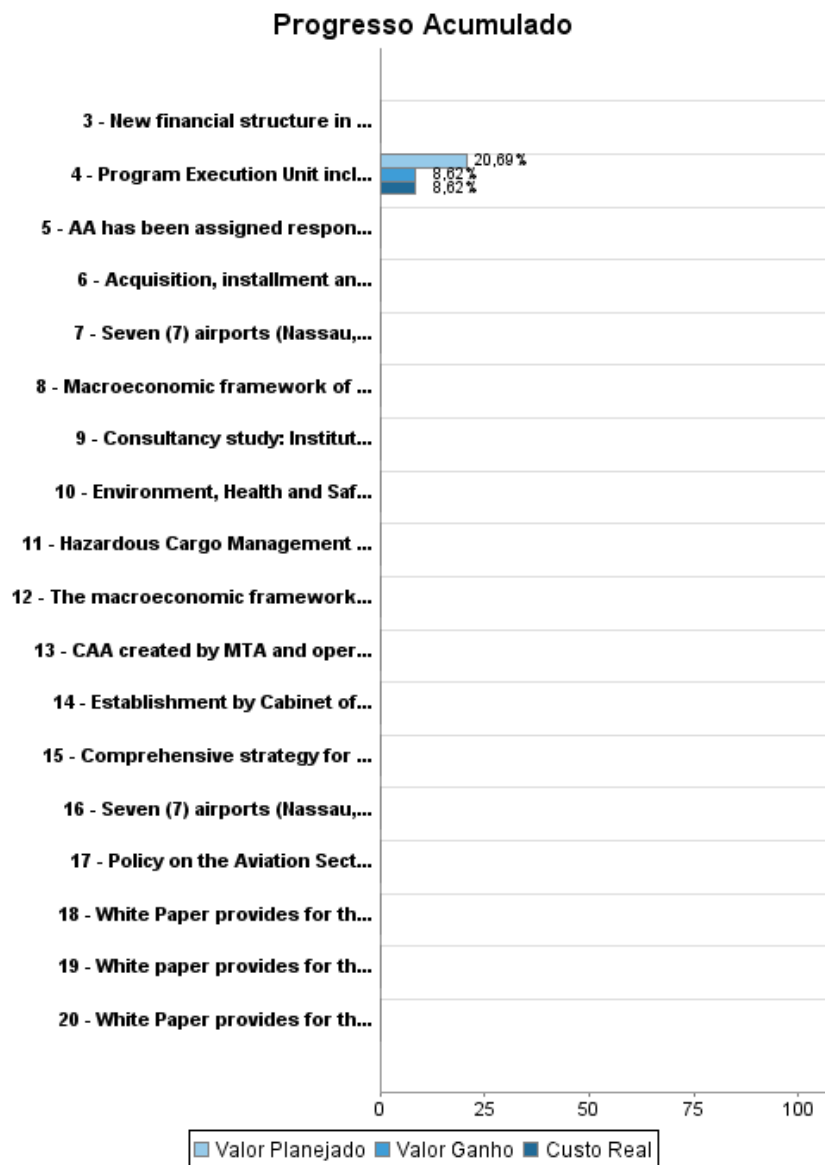 Progresso Acumulado
3 - New financial structure in ...
4 - Program Execution Unit incl...
20,69%
8,62%
8,62%
5 - AA has been assigned respon...
6 - Acquisition, installment an...
7 - Seven (7) airports (Nassau,...
8 - Macroeconomic framework of ...
9 - Consultancy study: Institut...
10 - Environment, Health and Saf...
11 - Hazardous Cargo Management ...
12 - The macroeconomic framework...
13 - CAA created by MTA and oper...
14 - Establishment by Cabinet of...
15 - Comprehensive strategy for ...
16 - Seven (7) airports (Nassau,...
17 - Policy on the Aviation Sect...
18 - White Paper provides for th...
19 - White paper provides for th...
20 - White Paper provides for th...
0 25 50 75 100
Valor Planejado Valor Ganho Custo Real